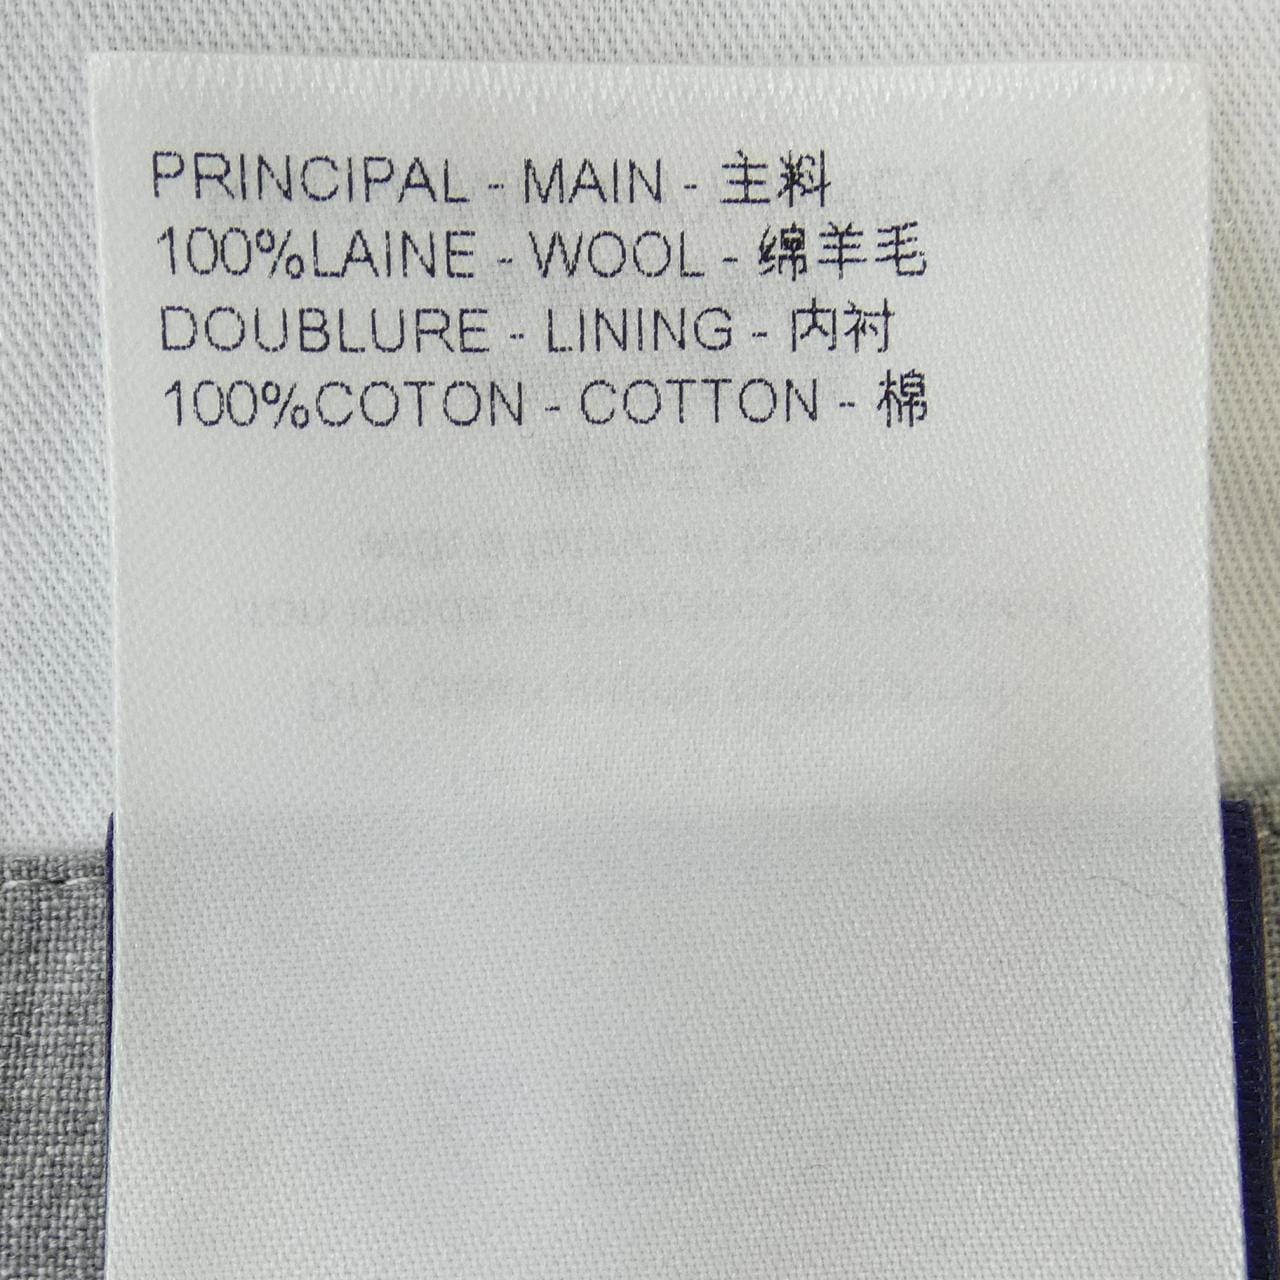 PRINCIPAL - MAIN - 主料
100%LAINE - WOOL - 绵羊毛
DOUBLURE - LINING - 内衬
100%COTON - COTTON - 棉